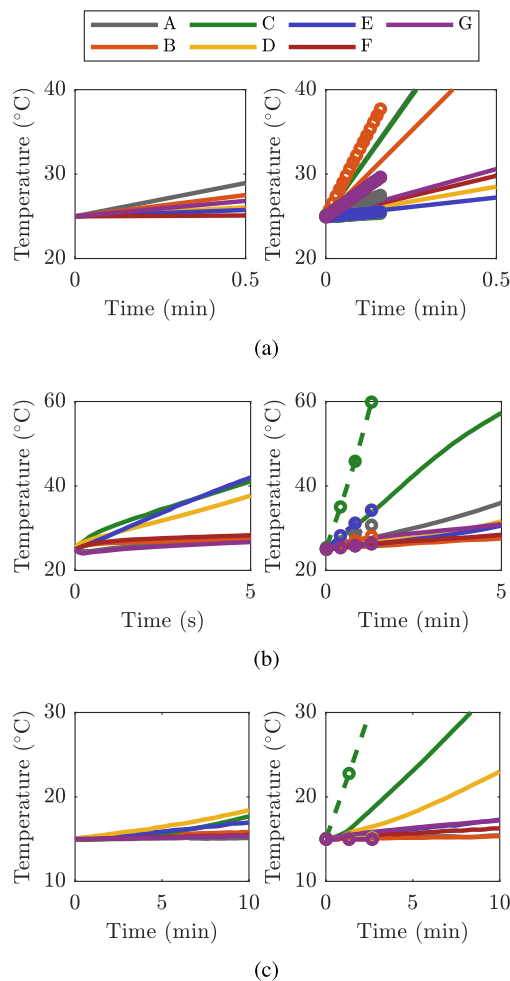 A C E G
B D F
40 40
Temperature (°C) Temperature (°C)
30 30
20 20
0 0.5 0 0.5
Time (min) Time (min)
(a)
60 60
Temperature (°C) Temperature (°C)
40 40
20 20
0 5 0 5
Time (s) Time (min)
(b)
30 30
Temperature (°C) Temperature (°C)
20 20
10 10
0 5 10 0 5 10
Time (min) Time (min)
(c)